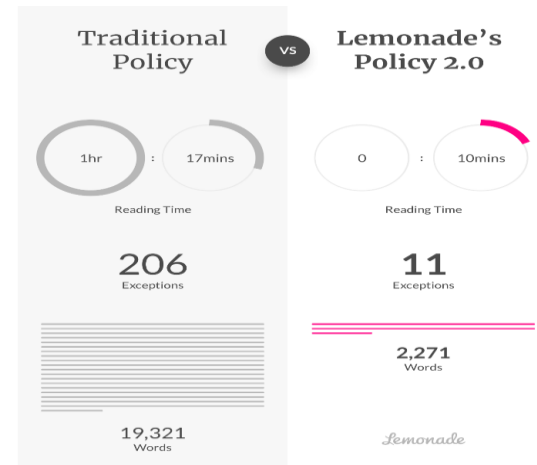 Traditional
Policy
VS
Lemonade's
Policy 2.0
1hr : 17mins
Reading Time
0 : 10mins
Reading Time
206
Exceptions
11
Exceptions
19,321
Words
2,271
Words
Lemonade